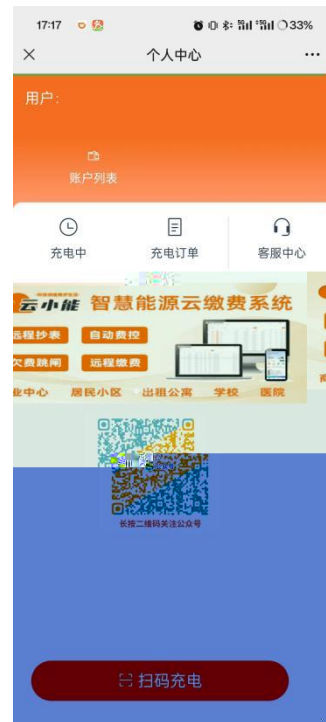 17:17
33%
个人中心
用户:
账户列表
充电中
充电订单
客服中心
云小能
智慧能源云缴费系统
远程抄表
自动费控
欠费跳闸
远程缴费
业中心 居民小区 出租公寓 学校 医院
长按二维码关注公众号
扫码充电